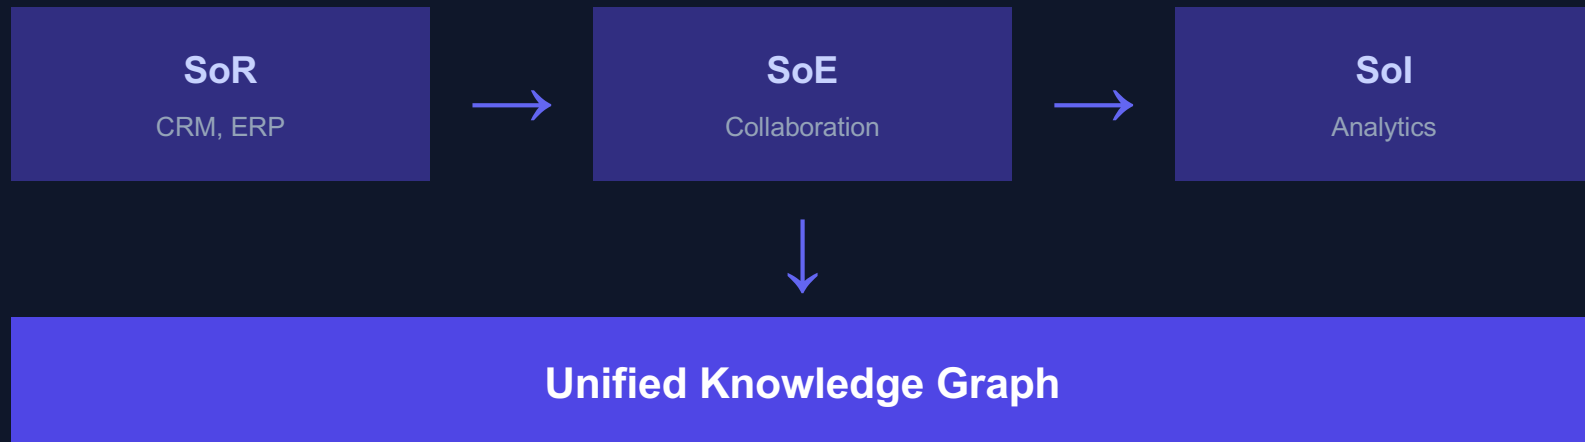 SoR
CRM, ERP
SoE
Collaboration
SoI
Analytics
Unified Knowledge Graph